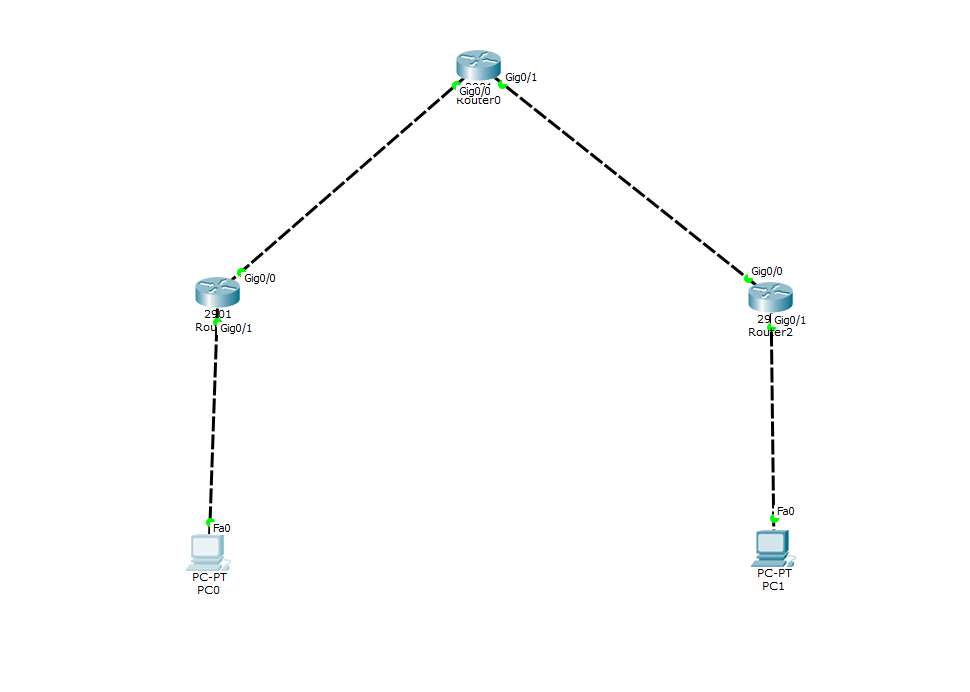 Gig0/1
Gig0/0
Router0
Gig0/0
2901
Rou
Gig0/1
Gig0/0
29
Gig0/1
Router2
Fa0
PC-PT
PC0
Fa0
PC-PT
PC1